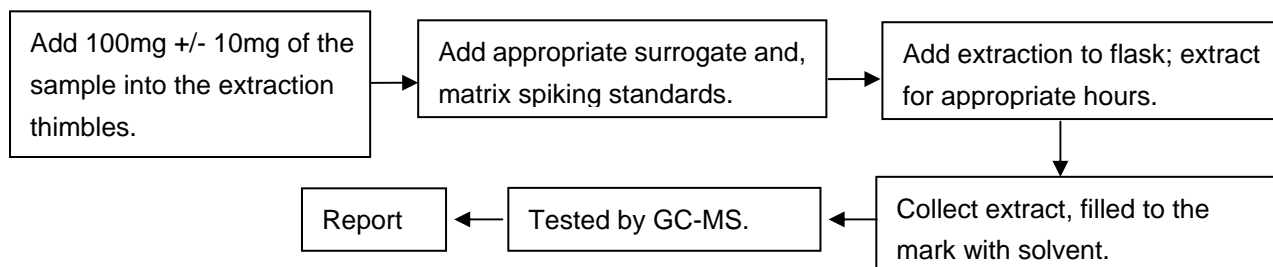 Add 100mg +/- 10mg of the
sample into the extraction
thimbles.
Add appropriate surrogate and,
matrix spiking standards.
Add extraction to flask; extract
for appropriate hours.
Collect extract, filled to the
mark with solvent.
Tested by GC-MS.
Report